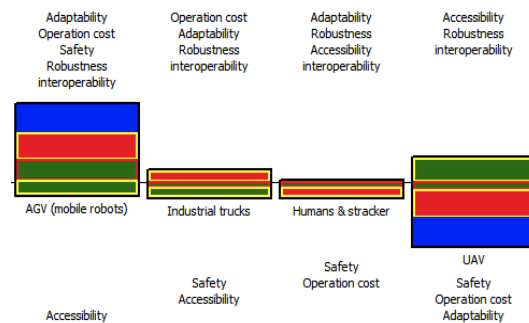 Adaptability
Operation cost
Safety
Robustness
interoperability
Operation cost
Adaptability
Robustness
interoperability
Adaptability
Robustness
Accessibility
interoperability
Accessibility
Robustness
interoperability
AGV (mobile robots)
Industrial trucks
Humans & stracker
UAV
Accessibility
Safety
Accessibility
Safety
Operation cost
Safety
Operation cost
Adaptability